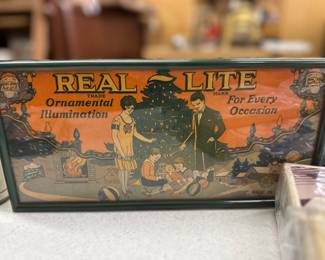 REAL LITE
TRADE MARK
Ornamental Illumination
For Every Occasion